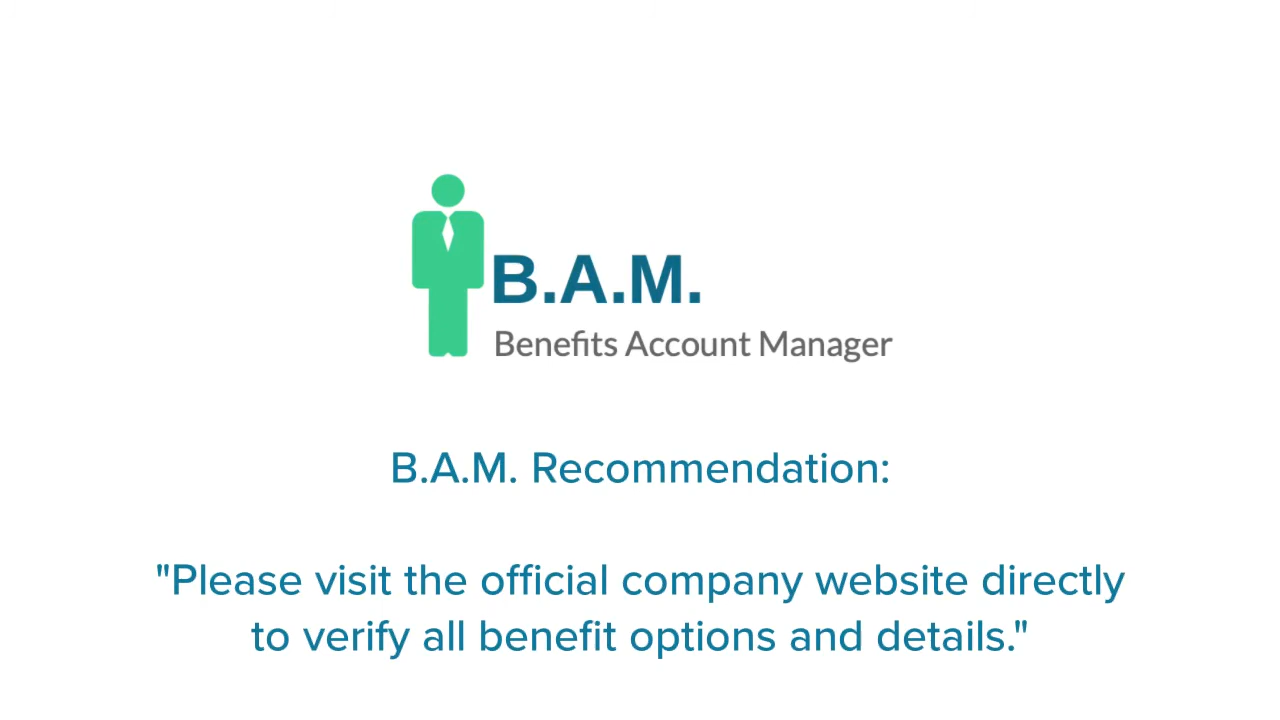 B.A.M.
Benefits Account Manager
B.A.M. Recommendation:
"Please visit the official company website directly
to verify all benefit options and details."